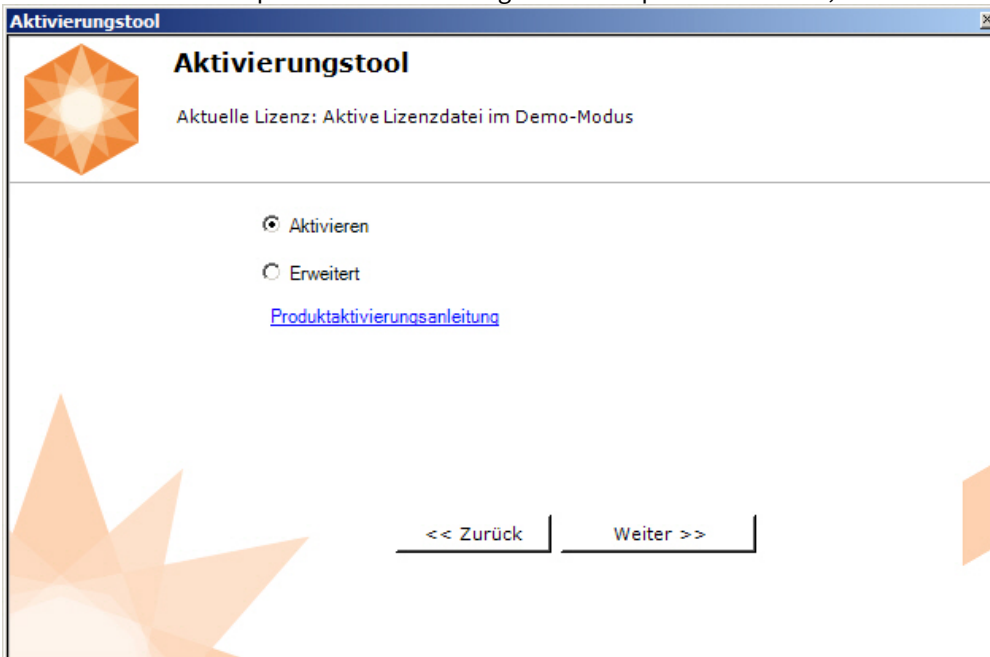 Aktivierungstool
Aktivierungstool
Aktuelle Lizenz: Aktive Lizenzdatei im Demo-Modus
Aktivieren
Erweitert
Produktaktivierungsanleitung
<< Zurück Weiter >>